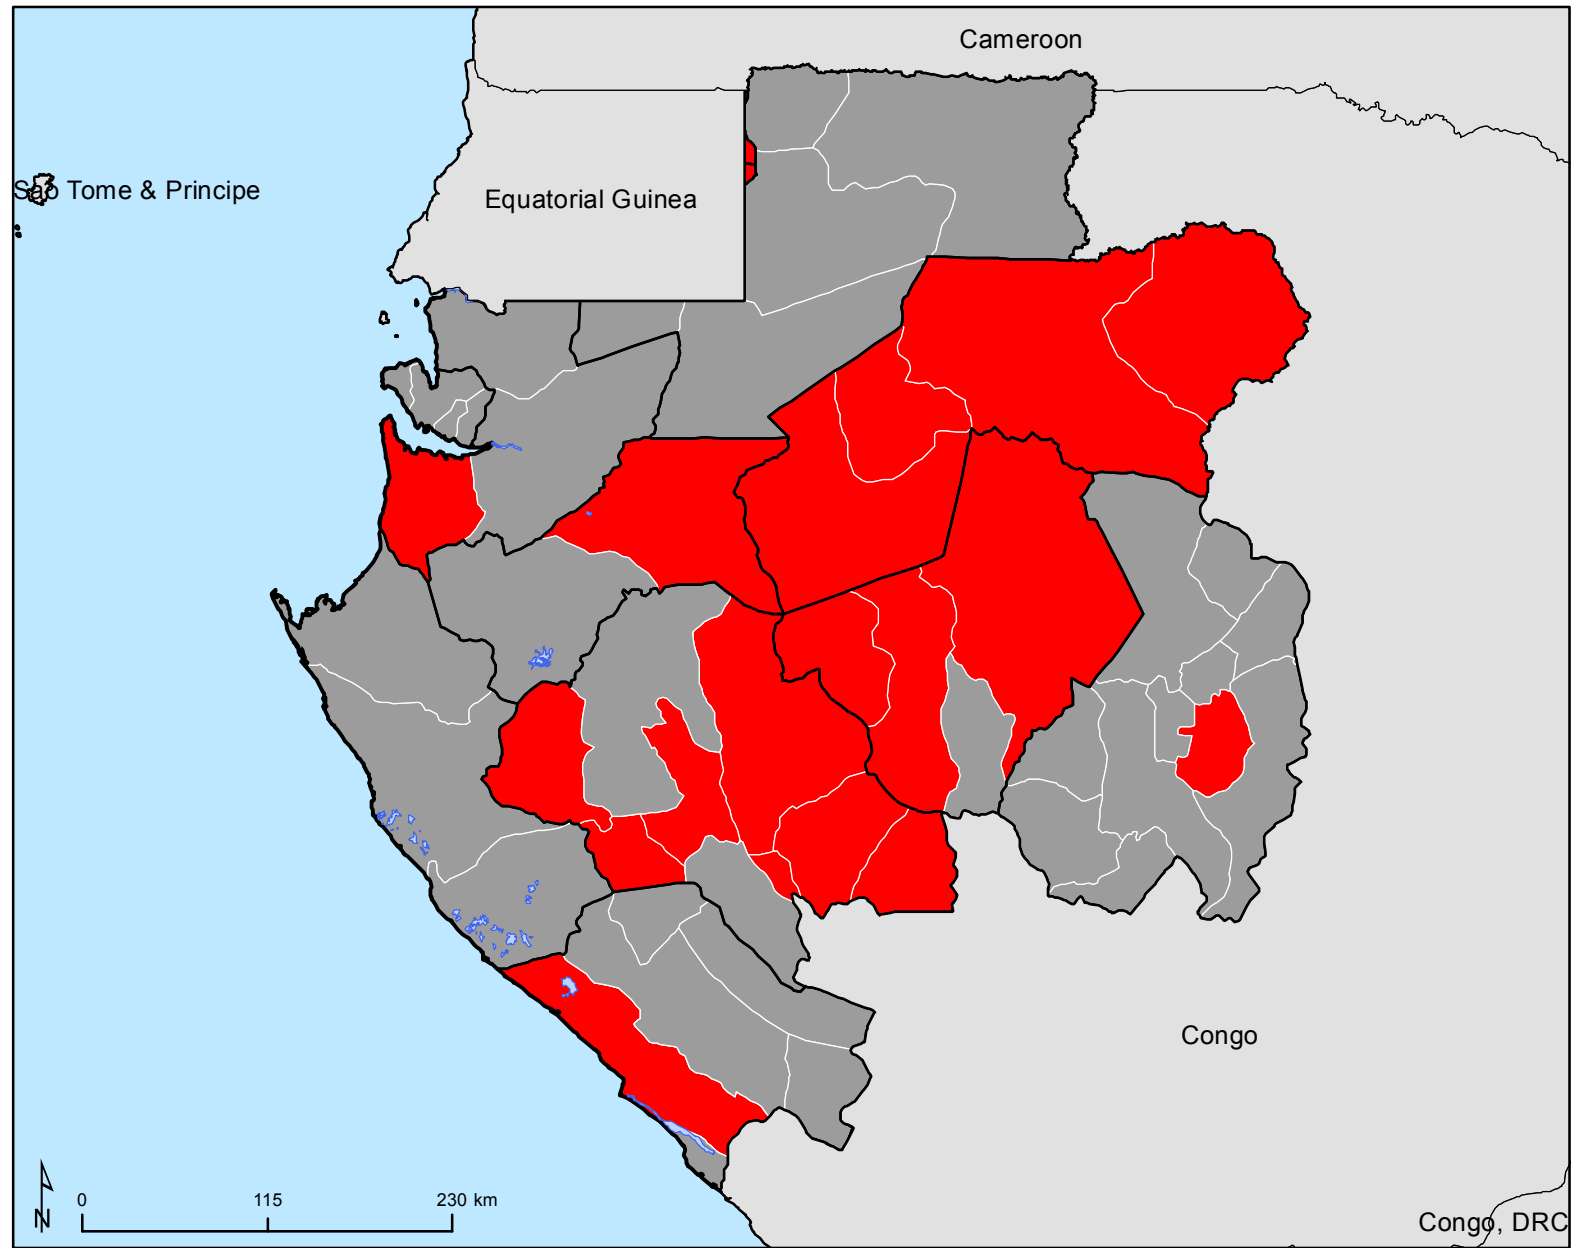 Cameroon
Sao Tome & Principe
Equatorial Guinea
Congo
N
0 115 230 km
Congo, DRC